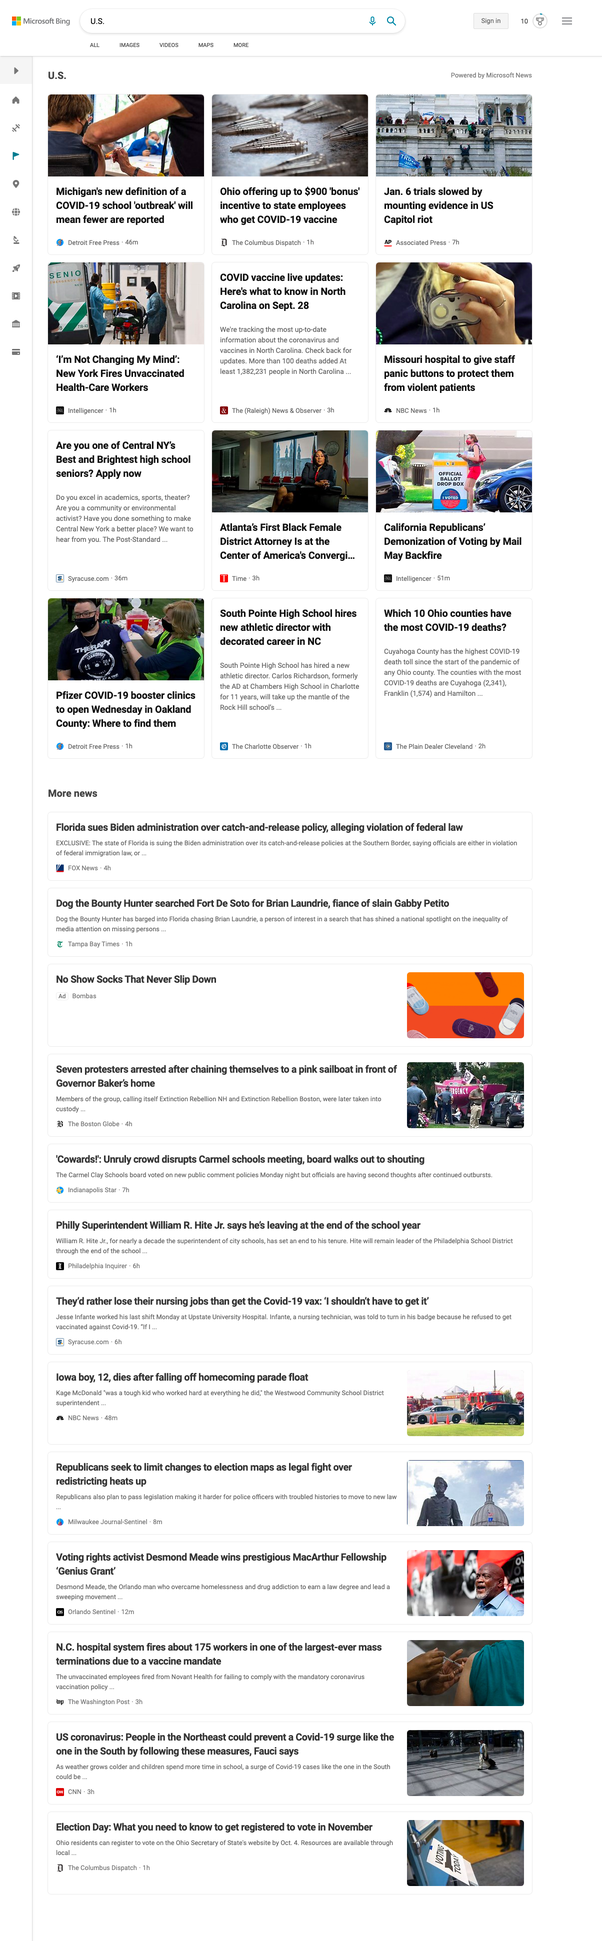 Microsoft Bing
U.S.
Sign in
10
ALL
IMAGES
VIDEOS
MAPS
MORE
U.S.
Powered by Microsoft News
Michigan's new definition of a
COVID-19 school 'outbreak' will
mean fewer are reported
Detroit Free Press · 46m
Ohio offering up to $900 'bonus'
incentive to state employees
who get COVID-19 vaccine
The Columbus Dispatch · 1h
Jan. 6 trials slowed by
mounting evidence in US
Capitol riot
AP
Associated Press · 7h
SENIO
'I'm Not Changing My Mind':
New York Fires Unvaccinated
Health-Care Workers
Intelligencer · 1h
COVID vaccine live updates:
Here's what to know in North
Carolina on Sept. 28
We're tracking the most up-to-date
information about the coronavirus and
vaccines in North Carolina. Check back for
updates. More than 100 deaths added At
least 1,382,231 people in North Carolina ...
The (Raleigh) News & Observer · 3h
Missouri hospital to give staff
panic buttons to protect them
from violent patients
NBC News · 1h
Are you one of Central NY's
Best and Brightest high school
seniors? Apply now
Do you excel in academics, sports, theater?
Are you a community or environmental
activist? Have you done something to make
Central New York a better place? We want to
hear from you. The Post-Standard ...
Syracuse.com · 36m
Atlanta's First Black Female
District Attorney Is at the
Center of America's Convergi...
Time · 3h
OFFICIAL
BALLOT
DROP BOX
I VOTED
California Republicans'
Demonization of Voting by Mail
May Backfire
Intelligencer · 51m
Pfizer COVID-19 booster clinics
to open Wednesday in Oakland
County: Where to find them
Detroit Free Press · 1h
South Pointe High School hires
new athletic director with
decorated career in NC
South Pointe High School has hired a new
athletic director. Carlos Richardson, formerly
the AD at Chambers High School in Charlotte
for 11 years, will take up the mantle of the
Rock Hill school's ...
The Charlotte Observer · 1h
Which 10 Ohio counties have
the most COVID-19 deaths?
Cuyahoga County has the highest COVID-19
death toll since the start of the pandemic of
any Ohio county. The counties with the most
COVID-19 deaths are Cuyahoga (2,341),
Franklin (1,574) and Hamilton ...
The Plain Dealer Cleveland · 2h
More news
Florida sues Biden administration over catch-and-release policy, alleging violation of federal law
EXCLUSIVE: The state of Florida is suing the Biden administration over its catch-and-release policies at the Southern Border, saying officials are either in violation
of federal immigration law, or ...
FOX News · 4h
Dog the Bounty Hunter searched Fort De Soto for Brian Laundrie, fiance of slain Gabby Petito
Dog the Bounty Hunter has barged into Florida chasing Brian Laundrie, a person of interest in a search that has shined a national spotlight on the inequality of
media attention on missing persons ...
Tampa Bay Times · 1h
No Show Socks That Never Slip Down
Ad Bombas
Seven protesters arrested after chaining themselves to a pink sailboat in front of
Governor Baker's home
Members of the group, calling itself Extinction Rebellion NH and Extinction Rebellion Boston, were later taken into
custody ...
The Boston Globe · 4h
'Cowards!': Unruly crowd disrupts Carmel schools meeting, board walks out to shouting
The Carmel Clay Schools board voted on new public comment policies Monday night but officials are having second thoughts after continued outbursts.
Indianapolis Star · 7h
Philly Superintendent William R. Hite Jr. says he's leaving at the end of the school year
William R. Hite Jr., for nearly a decade the superintendent of city schools, has set an end to his tenure. Hite will remain leader of the Philadelphia School District
through the end of the school ...
Philadelphia Inquirer · 6h
They'd rather lose their nursing jobs than get the Covid-19 vax: 'I shouldn't have to get it'
Jesse Infante worked his last shift Monday at Upstate University Hospital. Infante, a nursing technician, was told to turn in his badge because he refused to get
vaccinated against Covid-19. "If I ...
Syracuse.com · 6h
Iowa boy, 12, dies after falling off homecoming parade float
Kage McDonald "was a tough kid who worked hard at everything he did," the Westwood Community School District
superintendent ...
NBC News · 48m
Republicans seek to limit changes to election maps as legal fight over
redistricting heats up
Republicans also plan to pass legislation making it harder for police officers with troubled histories to move to new law
...
Milwaukee Journal-Sentinel · 8m
Voting rights activist Desmond Meade wins prestigious MacArthur Fellowship
'Genius Grant'
Desmond Meade, the Orlando man who overcame homelessness and drug addiction to earn a law degree and lead a
sweeping movement ...
Orlando Sentinel · 12m
N.C. hospital system fires about 175 workers in one of the largest-ever mass
terminations due to a vaccine mandate
The unvaccinated employees fired from Novant Health for failing to comply with the mandatory coronavirus
vaccination policy ...
The Washington Post · 3h
US coronavirus: People in the Northeast could prevent a Covid-19 surge like the
one in the South by following these measures, Fauci says
As weather grows colder and children spend more time in school, a surge of Covid-19 cases like the one in the South
could be ...
CNN · 3h
Election Day: What you need to know to get registered to vote in November
Ohio residents can register to vote on the Ohio Secretary of State's website by Oct. 4. Resources are available through
local ...
The Columbus Dispatch · 1h
VOTING
TODAY